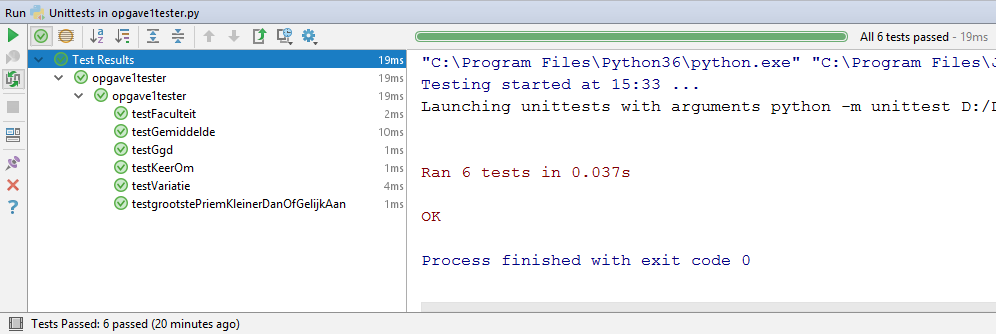 Run Unittests in opgave1tester.py
All 6 tests passed - 19ms
Test Results 19ms
opgave1tester 19ms
opgave1tester 19ms
testFaculteit 2ms
testGemiddelde 10ms
testGgd 1ms
testKeerOm 1ms
testVariatie 4ms
testgrootstePriemKleinerDanOfGelijkAan 1ms
"C:\Program Files\Python36\python.exe" "C:\Program Files\J
Testing started at 15:33 ...
Launching unittests with arguments python -m unittest D:/D
Ran 6 tests in 0.037s
OK
Process finished with exit code 0
Tests Passed: 6 passed (20 minutes ago)